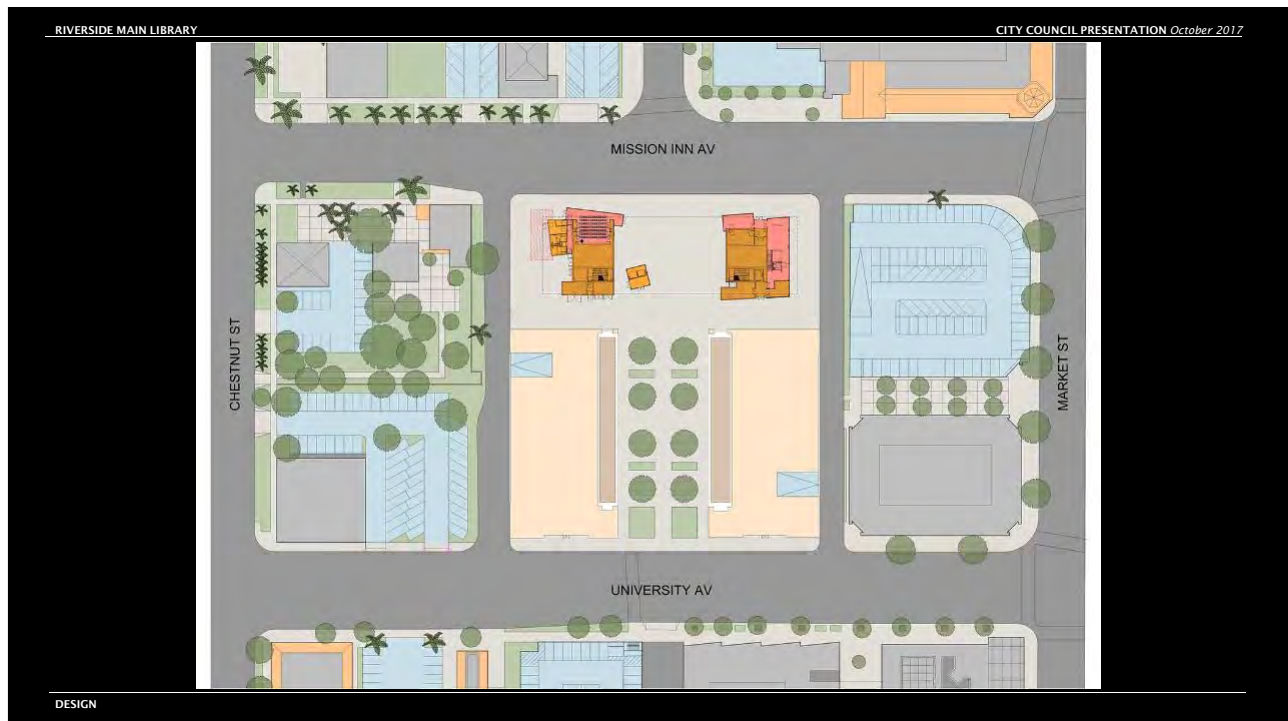 RIVERSIDE MAIN LIBRARY
CITY COUNCIL PRESENTATION October 2017
MISSION INN AV
CHESTNUT ST
MARKET ST
UNIVERSITY AV
DESIGN